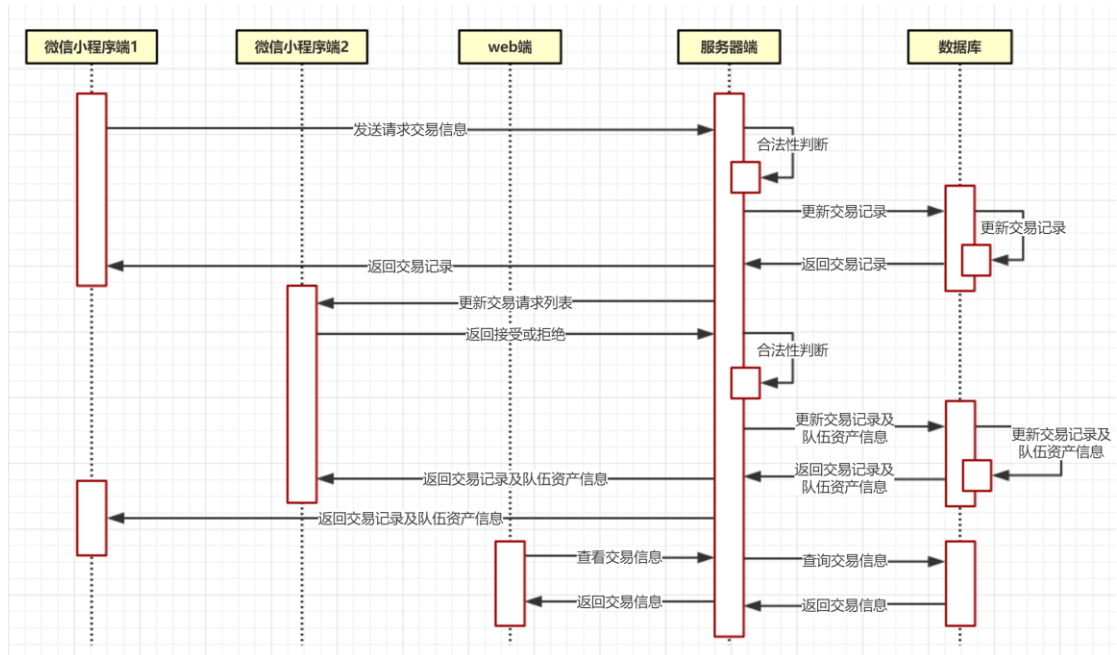 微信小程序端1
微信小程序端2
web端
服务器端
数据库
发送请求交易信息
合法性判断
更新交易记录
更新交易记录
返回交易记录
返回交易记录
更新交易请求列表
返回接受或拒绝
合法性判断
更新交易记录及
队伍资产信息
更新交易记录及
队伍资产信息
返回交易记录及
队伍资产信息
返回交易记录及队伍资产信息
返回交易记录及队伍资产信息
查看交易信息
查询交易信息
返回交易信息
返回交易信息